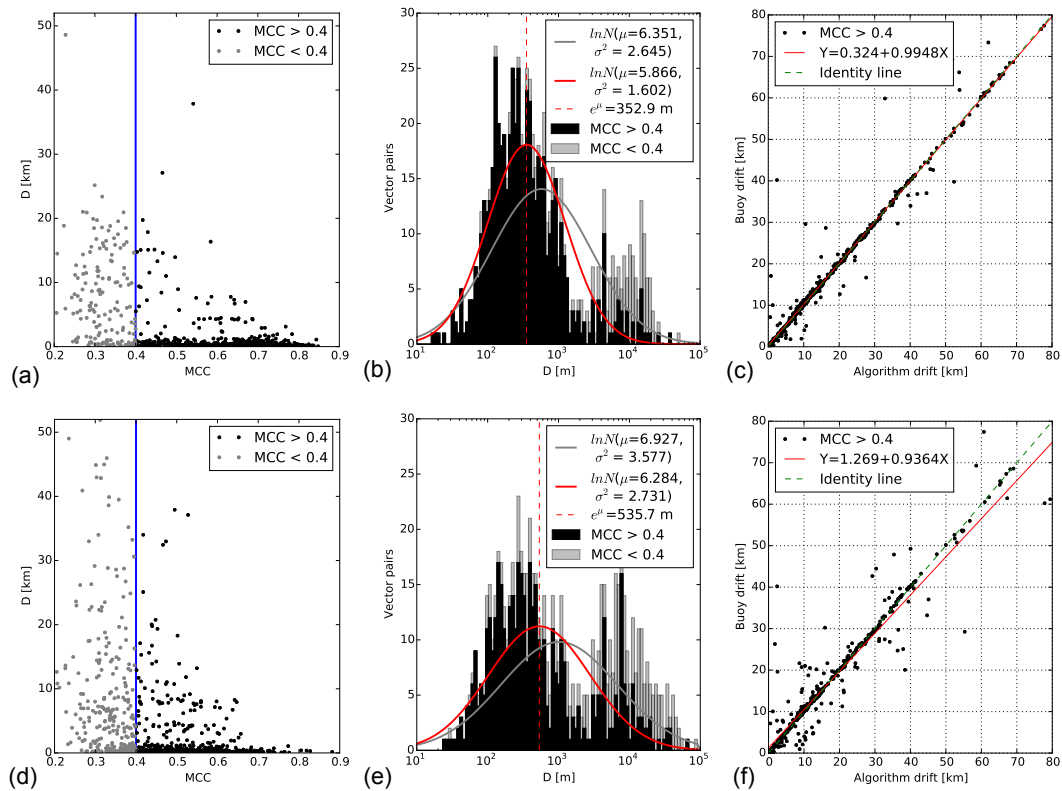 MCC > 0.4
MCC < 0.4
D [km]
50
40
30
20
10
0
0.2 0.3 0.4 0.5 0.6 0.7 0.8 0.9
MCC
(a)
lnN(μ=6.351,
σ² = 2.645)
lnN(μ=5.866,
σ² = 1.602)
e^μ=352.9 m
MCC > 0.4
MCC < 0.4
Vector pairs
30
25
20
15
10
5
0
10¹ 10² 10³ 10⁴ 10⁵
D [m]
(b)
MCC > 0.4
Y=0.324+0.9948X
Identity line
Buoy drift [km]
80
70
60
50
40
30
20
10
0
0 10 20 30 40 50 60 70 80
Algorithm drift [km]
(c)
MCC > 0.4
MCC < 0.4
D [km]
50
40
30
20
10
0
0.2 0.3 0.4 0.5 0.6 0.7 0.8 0.9
MCC
(d)
lnN(μ=6.927,
σ² = 3.577)
lnN(μ=6.284,
σ² = 2.731)
e^μ=535.7 m
MCC > 0.4
MCC < 0.4
Vector pairs
30
25
20
15
10
5
0
10¹ 10² 10³ 10⁴ 10⁵
D [m]
(e)
MCC > 0.4
Y=1.269+0.9364X
Identity line
Buoy drift [km]
80
70
60
50
40
30
20
10
0
0 10 20 30 40 50 60 70 80
Algorithm drift [km]
(f)